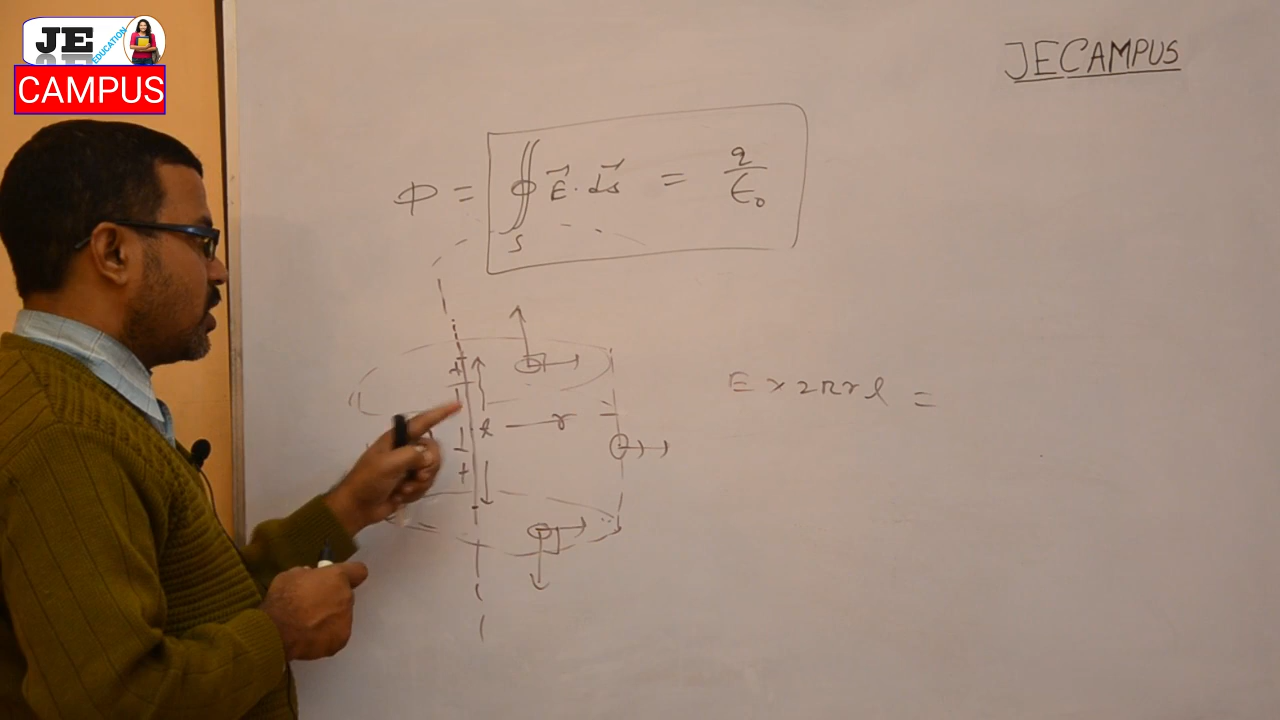 JE
EDUCATION
CAMPUS
JECAMPUS
Φ = ∯ E⃗ · ds⃗ = q/ε₀
S
+
l
r
+
E × 2πrl =